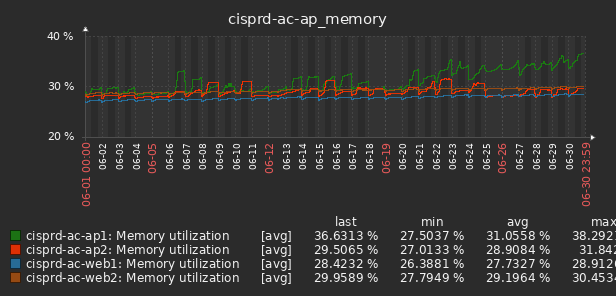 cisprd-ac-ap_memory
40 %
30 %
20 %
06-01 00:00 06-02 06-03 06-04 06-05 06-06 06-07 06-08 06-09 06-10 06-11 06-12 06-13 06-14 06-15 06-16 06-17 06-18 06-19 06-20 06-21 06-22 06-23 06-24 06-25 06-26 06-27 06-28 06-29 06-30 06-30 23:59
last min avg max
cisprd-ac-ap1: Memory utilization [avg] 36.6313 % 27.5037 % 31.0558 % 38.292
cisprd-ac-ap2: Memory utilization [avg] 29.5065 % 27.0133 % 28.9084 % 31.842
cisprd-ac-web1: Memory utilization [avg] 28.4232 % 26.3881 % 27.7327 % 28.912
cisprd-ac-web2: Memory utilization [avg] 29.9589 % 27.7949 % 29.1964 % 30.453